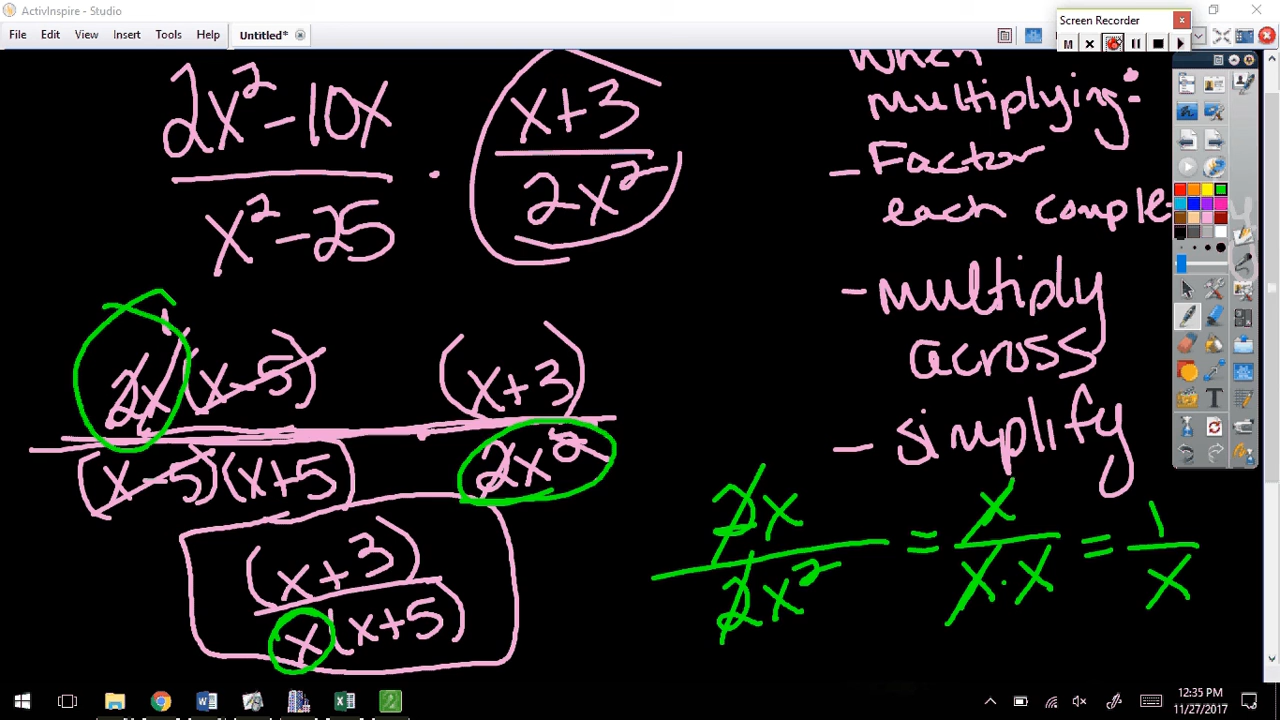 ActivInspire - Studio
Screen Recorder
File Edit View Insert Tools Help Untitled*
when
multiplying:
2x² - 10x / x² - 25 · x+3 / 2x²
- Factor
each comple
- multiply
across
- simplify
2x(x-5) (x+3)
(x-5)(x+5) 2x²
1
(x+3)
x(x+5)
2x / 2x² = x / x·x = 1 / x
12:35 PM
11/27/2017